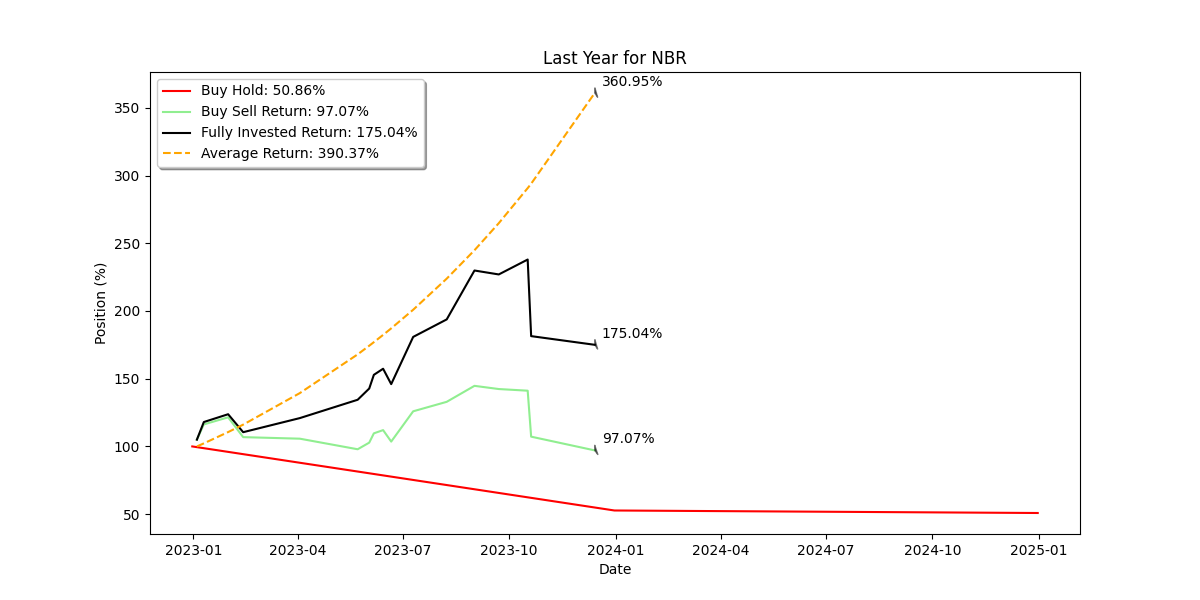 Last Year for NBR
Buy Hold: 50.86%
Buy Sell Return: 97.07%
Fully Invested Return: 175.04%
Average Return: 390.37%
360.95%
175.04%
97.07%
Position (%)
350
300
250
200
150
100
50
2023-01 2023-04 2023-07 2023-10 2024-01 2024-04 2024-07 2024-10 2025-01
Date